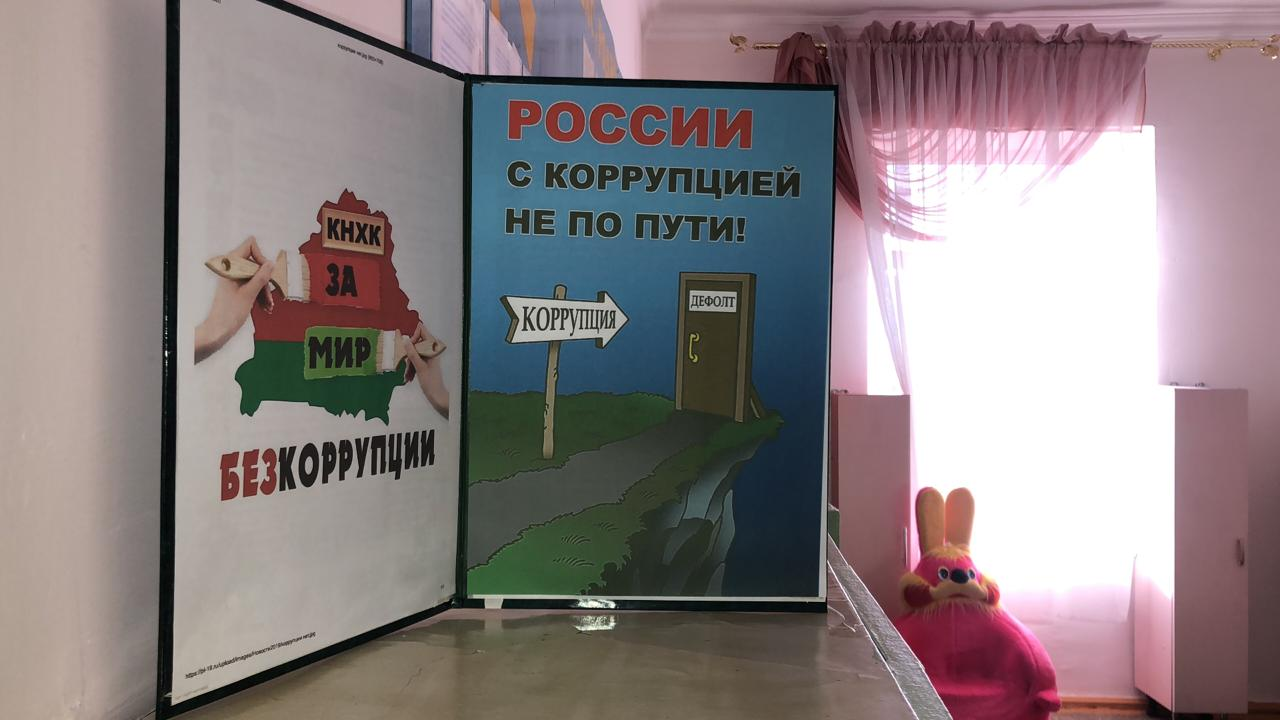 КНХК
ЗА
МИР
БЕЗКОРРУПЦИИ
РОССИИ
С КОРРУПЦИЕЙ
НЕ ПО ПУТИ!
КОРРУПЦИЯ
ДЕФОЛТ